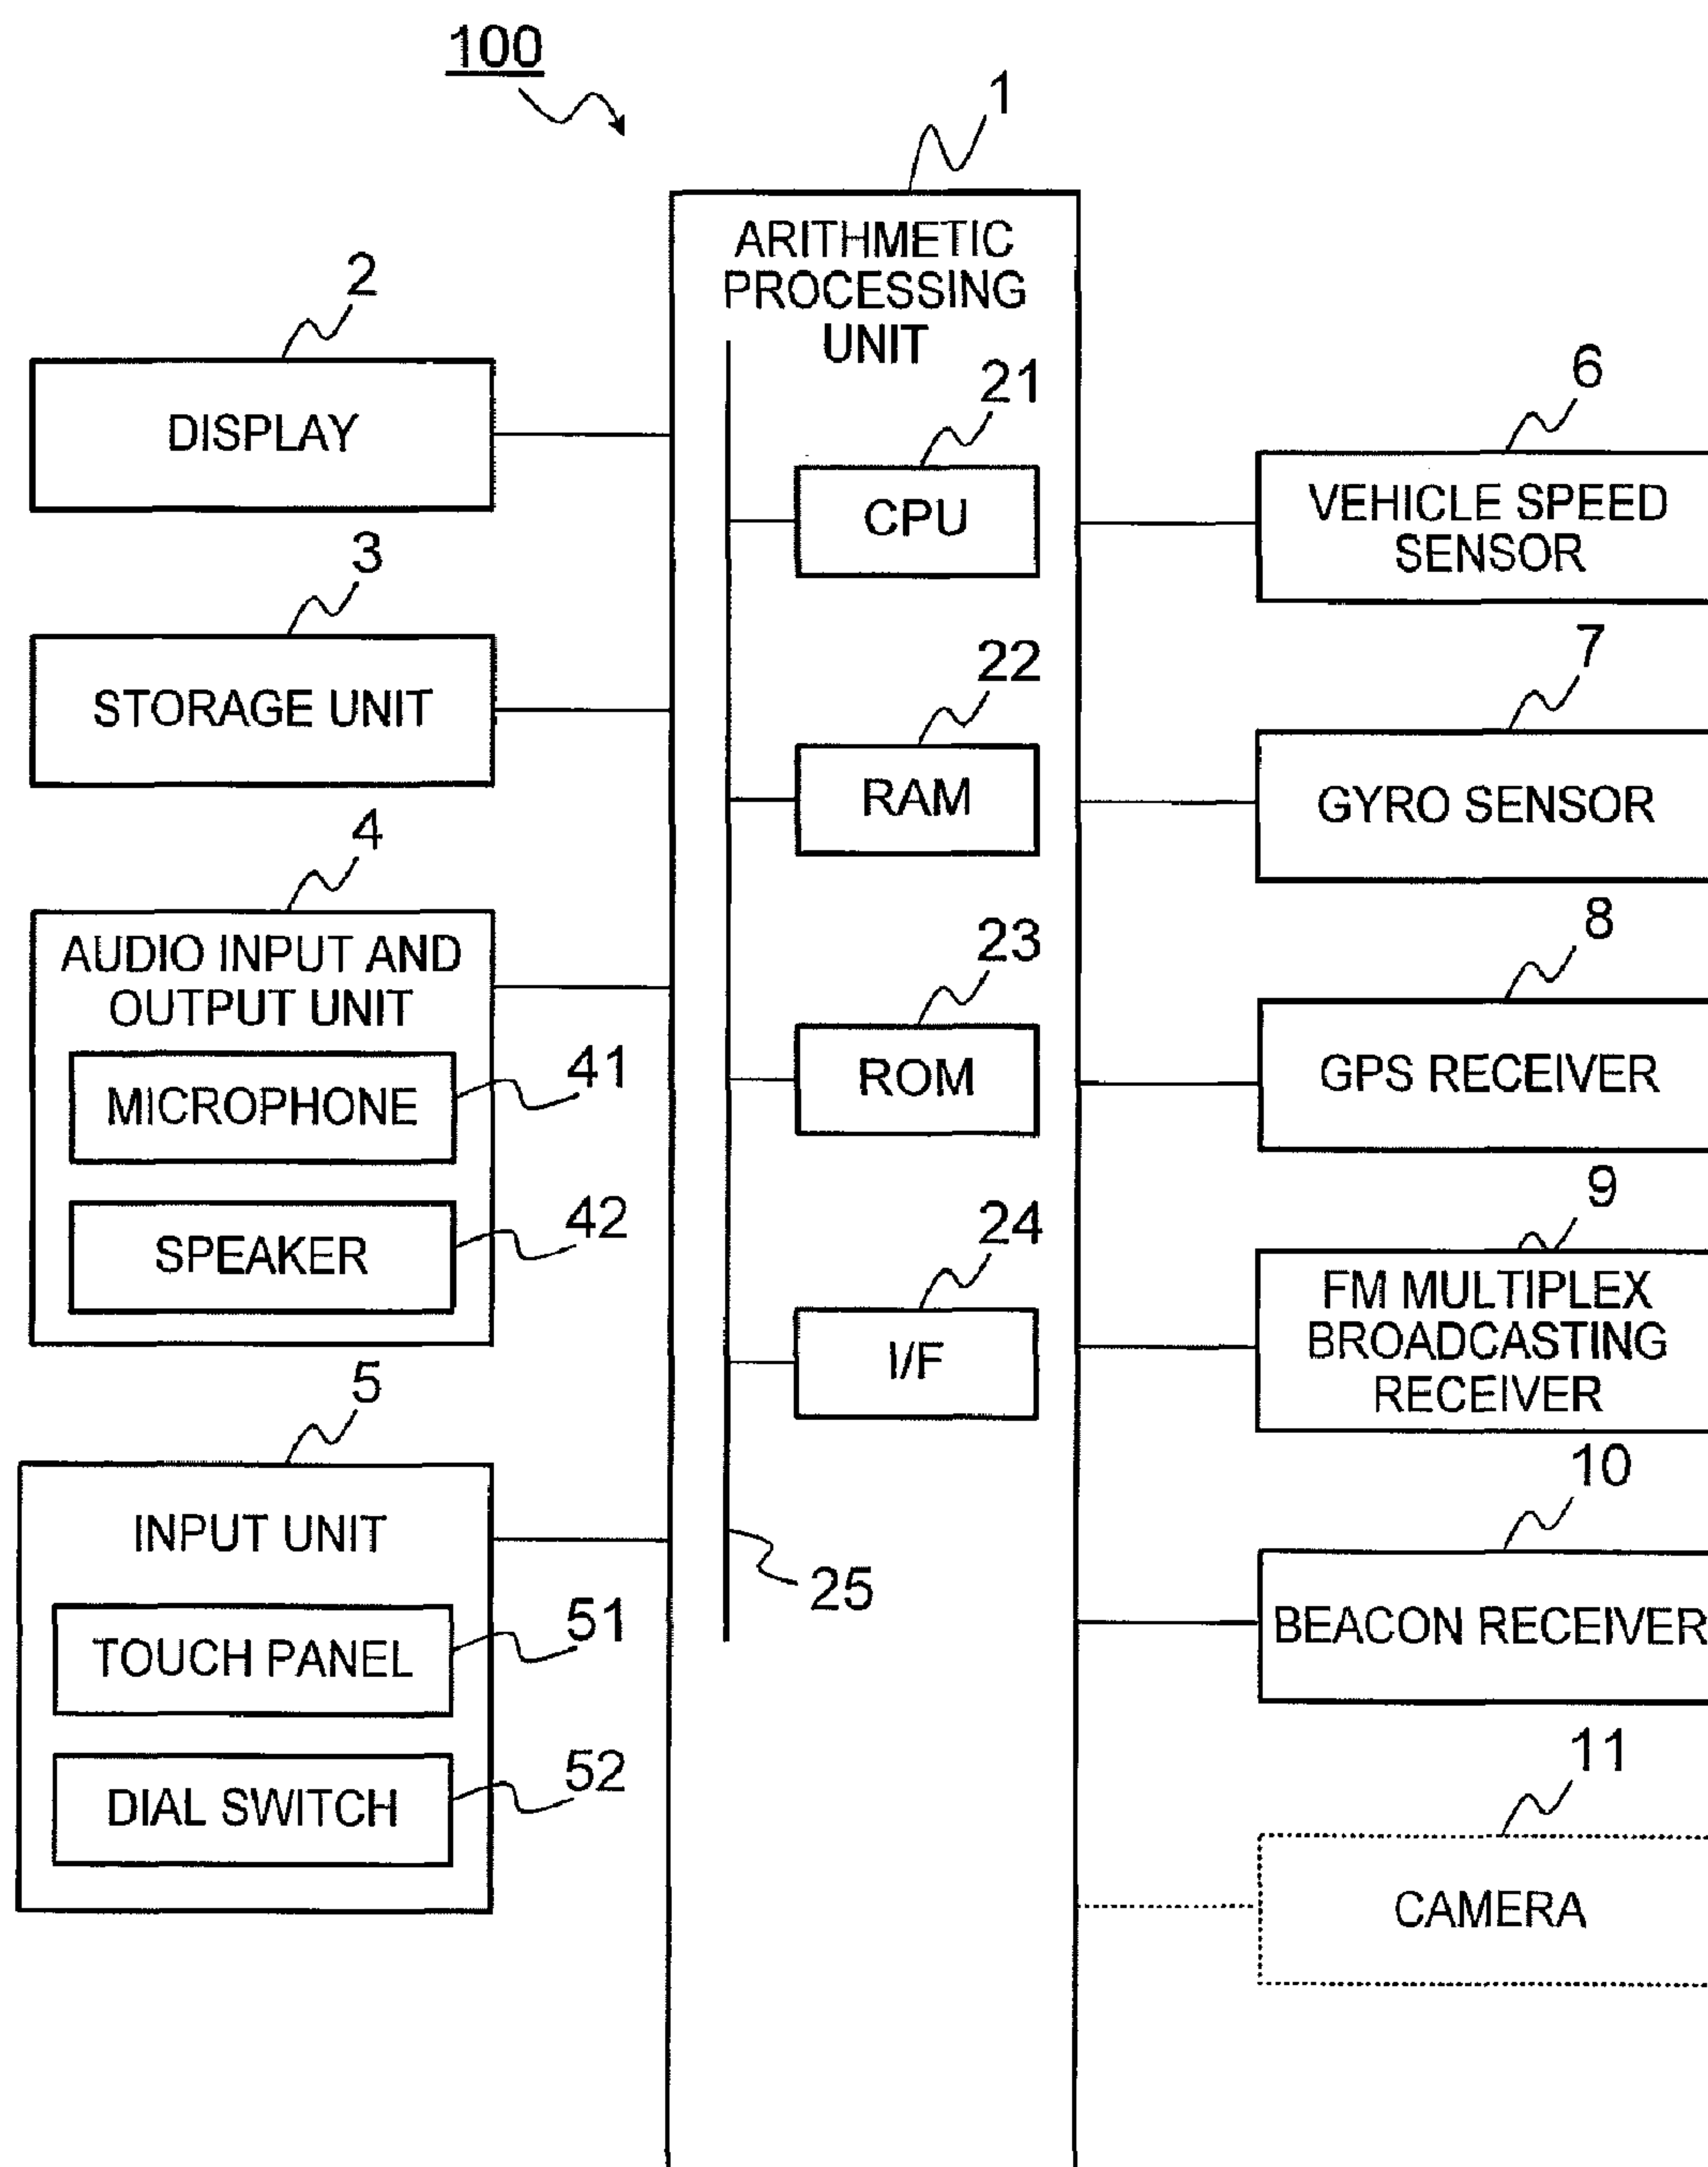 100
1
ARITHMETIC
PROCESSING
UNIT
2
DISPLAY
3
STORAGE UNIT
4
AUDIO INPUT AND
OUTPUT UNIT
MICROPHONE
41
SPEAKER
42
5
INPUT UNIT
TOUCH PANEL
51
DIAL SWITCH
52
21
CPU
22
RAM
23
ROM
24
I/F
25
6
VEHICLE SPEED
SENSOR
7
GYRO SENSOR
8
GPS RECEIVER
9
FM MULTIPLEX
BROADCASTING
RECEIVER
10
BEACON RECEIVER
11
CAMERA